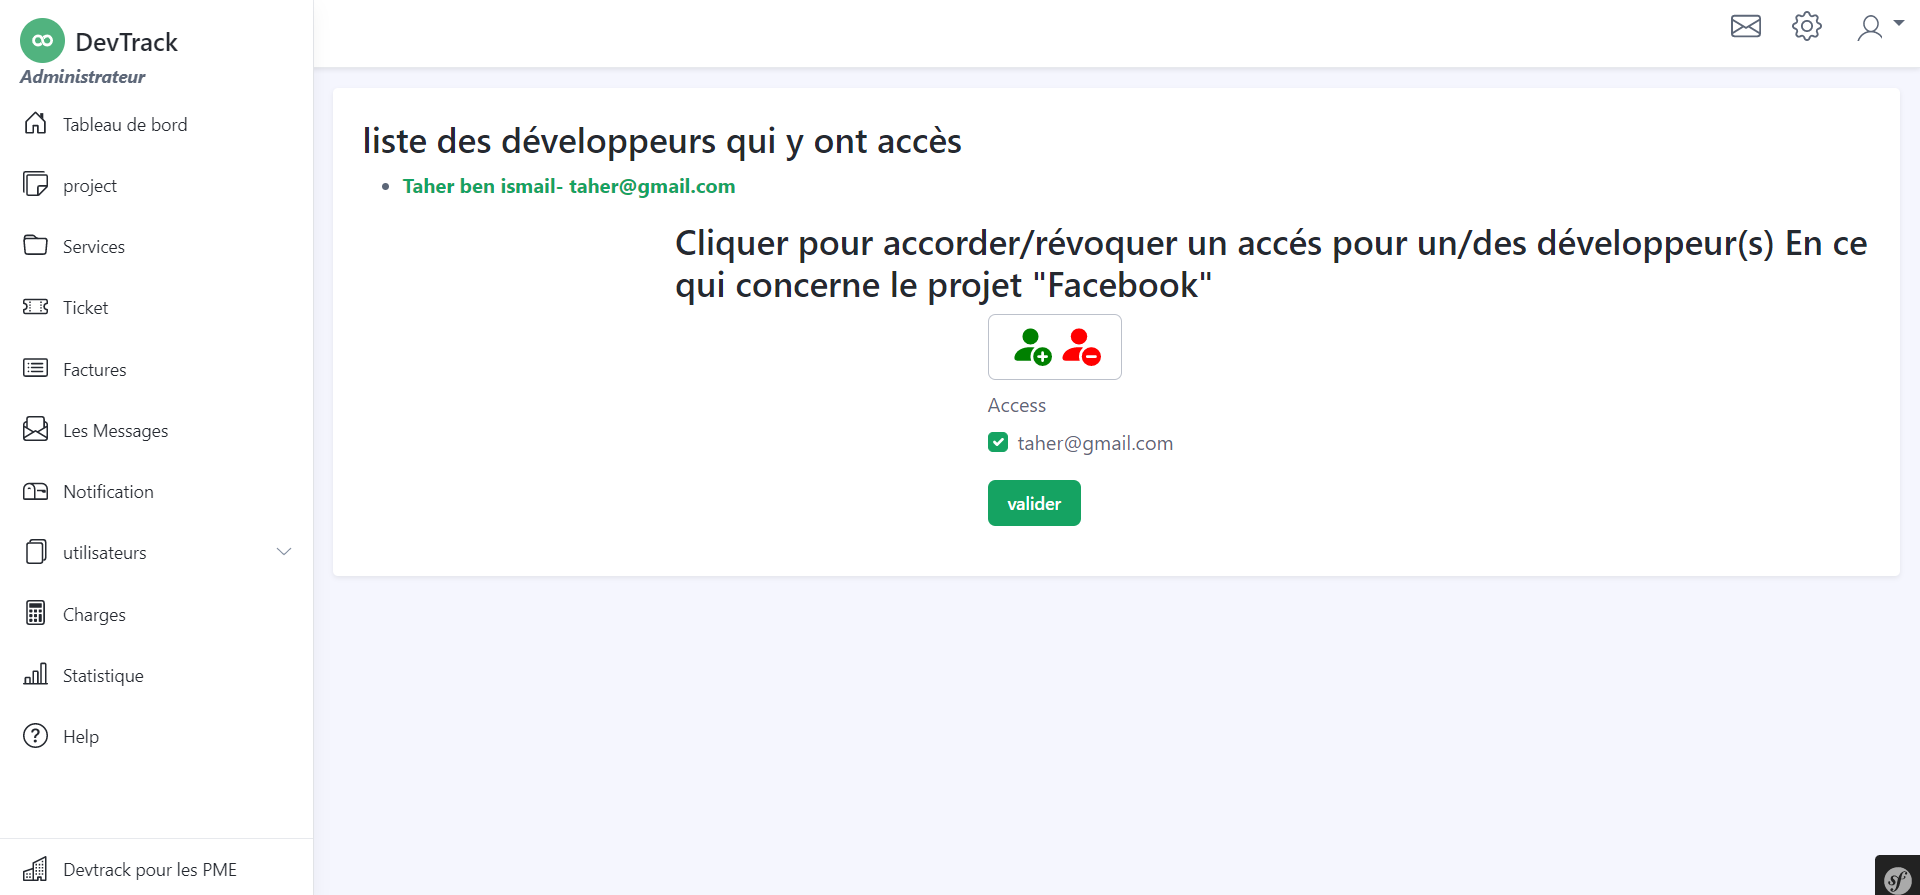 DevTrack
Administrateur
Tableau de bord
project
Services
Ticket
Factures
Les Messages
Notification
utilisateurs
Charges
Statistique
Help
Devtrack pour les PME
liste des développeurs qui y ont accès
Taher ben ismail- taher@gmail.com
Cliquer pour accorder/révoquer un accés pour un/des développeur(s) En ce
qui concerne le projet "Facebook"
Access
taher@gmail.com
valider
sf